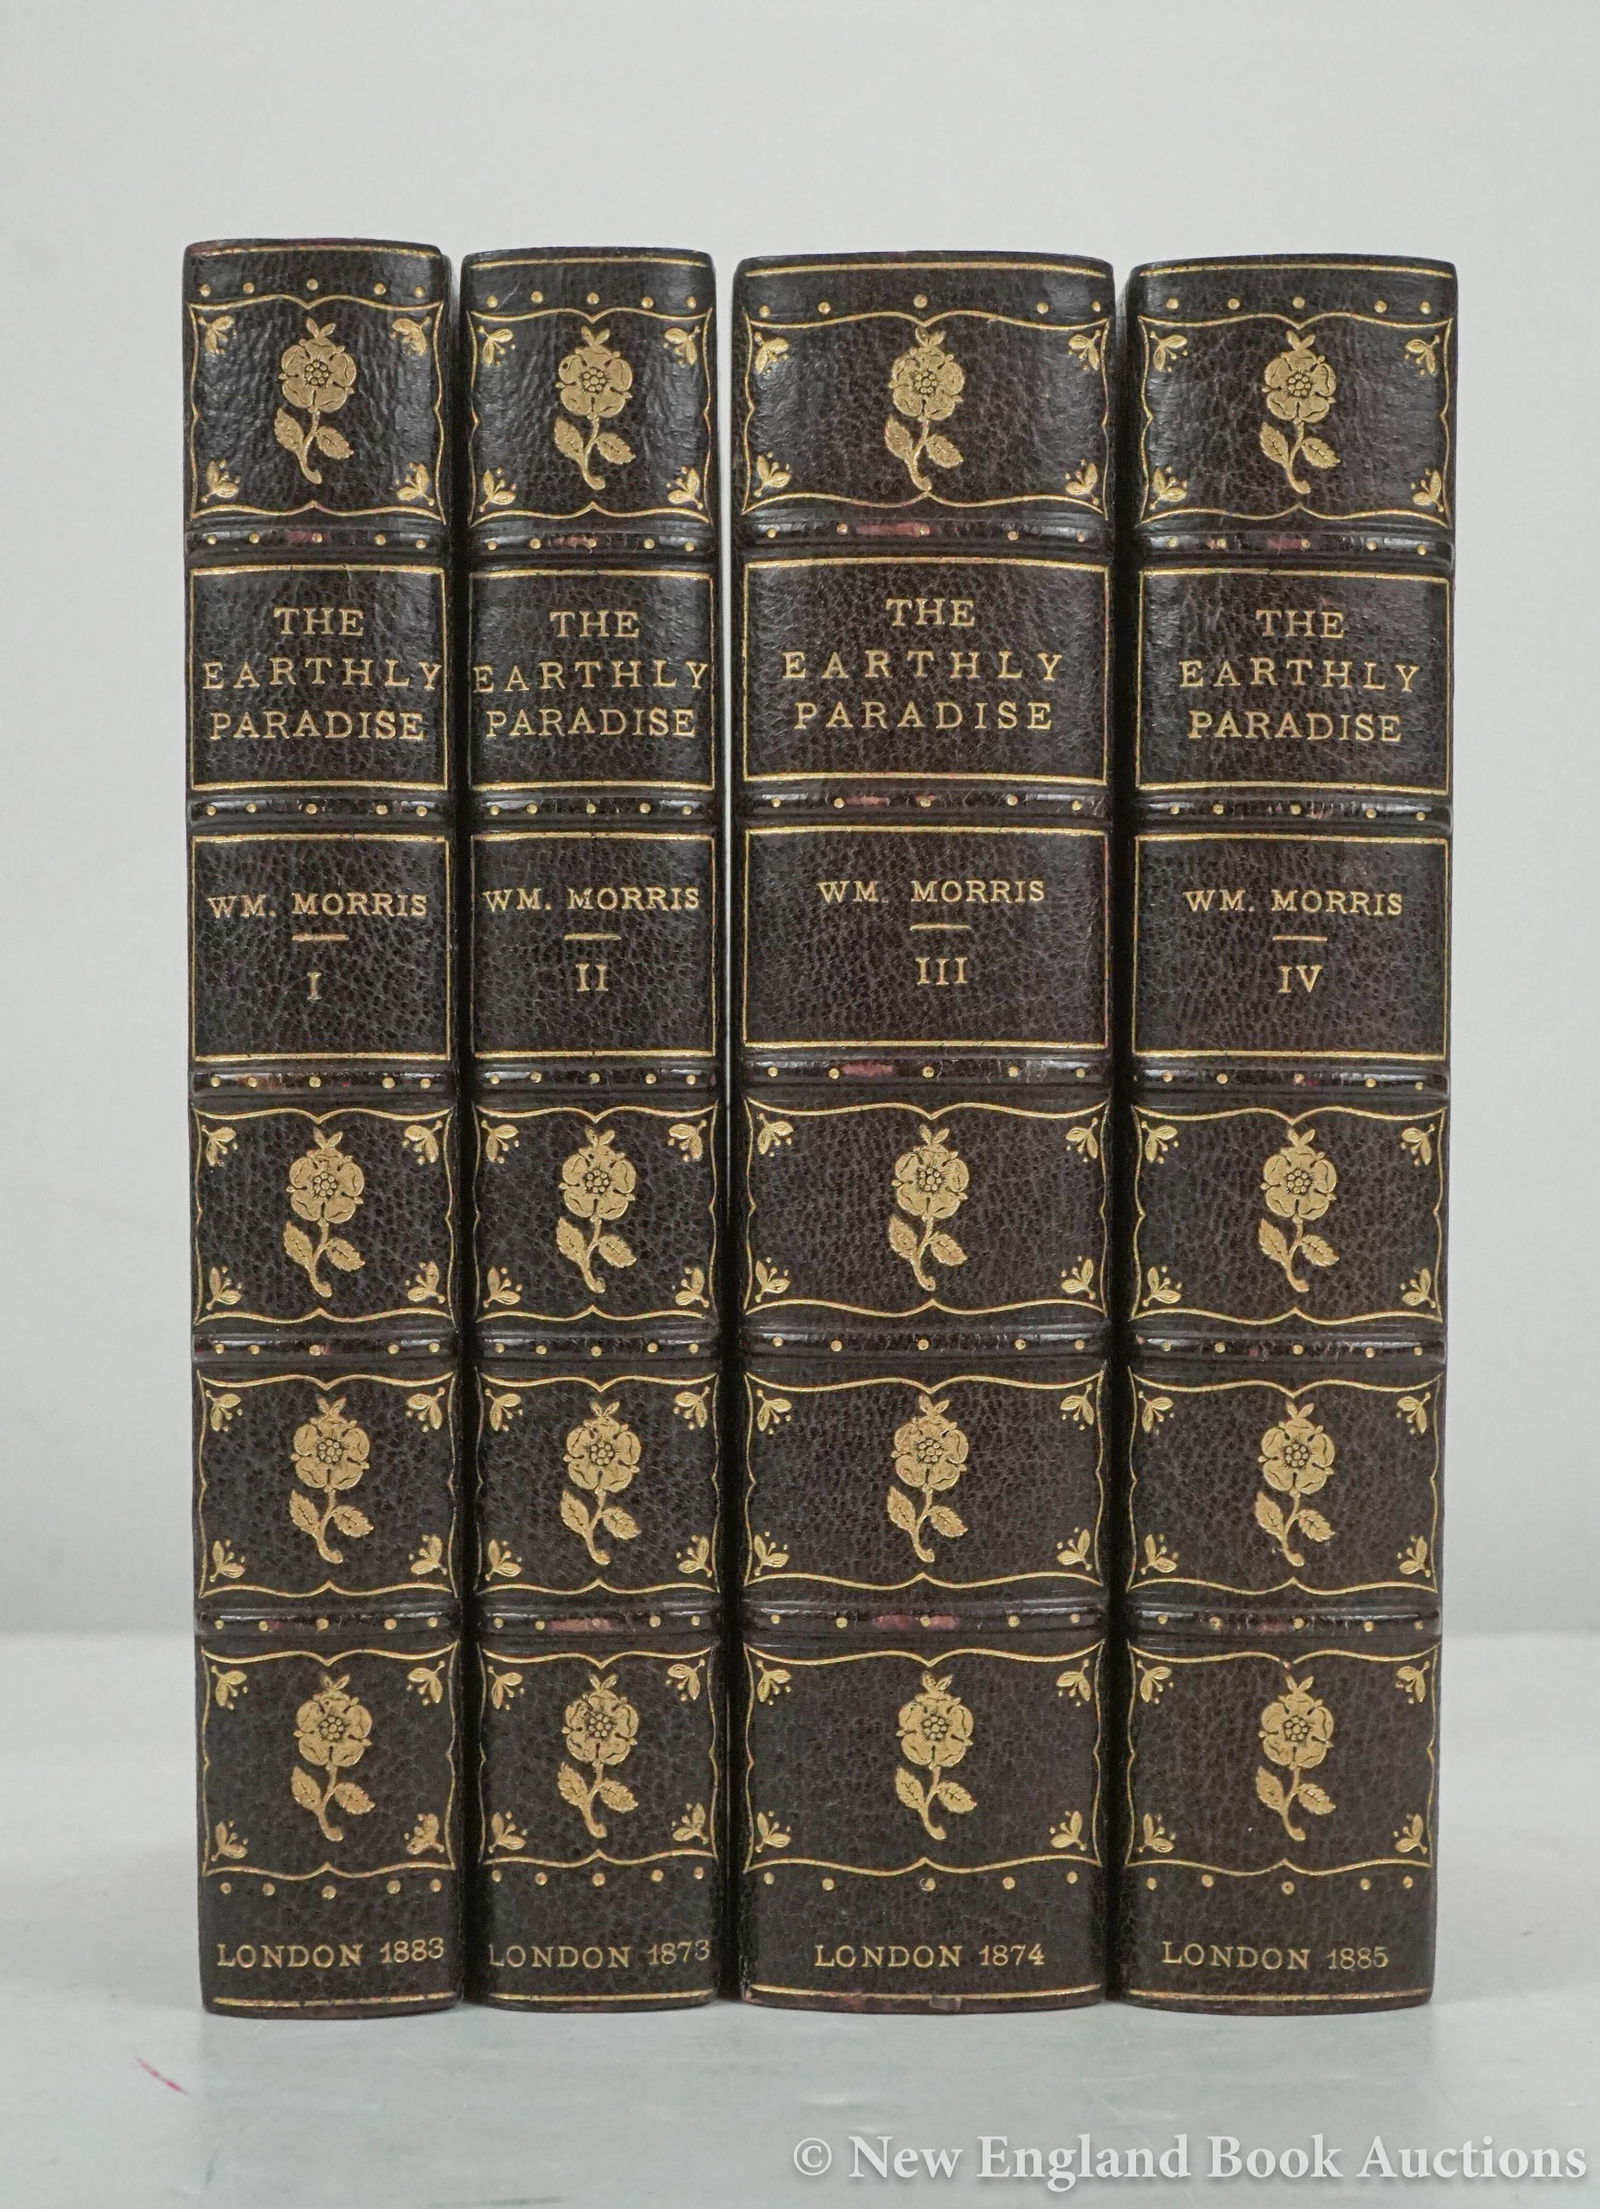 THE
EARTHLY
PARADISE
WM. MORRIS
I
LONDON 1883
THE
EARTHLY
PARADISE
WM. MORRIS
II
LONDON 1873
THE
EARTHLY
PARADISE
WM. MORRIS
III
LONDON 1874
THE
EARTHLY
PARADISE
WM. MORRIS
IV
LONDON 1885
© New England Book Auctions